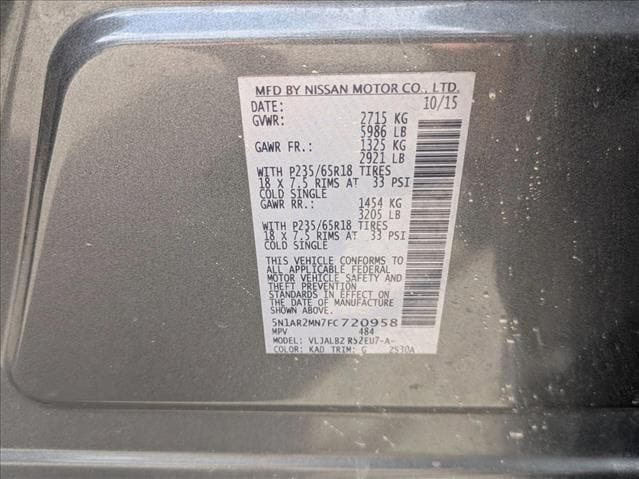 MFD BY NISSAN MOTOR CO., LTD.
DATE: 10/15
GVWR: 2715 KG
5986 LB
GAWR FR.: 1325 KG
2921 LB
WITH P235/65R18 TIRES
18 X 7.5 RIMS AT 33 PSI
COLD SINGLE
GAWR RR.: 1454 KG
3205 LB
WITH P235/65R18 TIRES
18 X 7.5 RIMS AT 33 PSI
COLD SINGLE
THIS VEHICLE CONFORMS TO
ALL APPLICABLE FEDERAL
MOTOR VEHICLE SAFETY AND
THEFT PREVENTION
STANDARDS IN EFFECT ON THE
DATE OF MANUFACTURE
SHOWN ABOVE.
5N1AR2MN7FC720958
MPV 484
MODEL: VLJALBZ R52EU7-A-
COLOR: KAD TRIM: G 2S30A